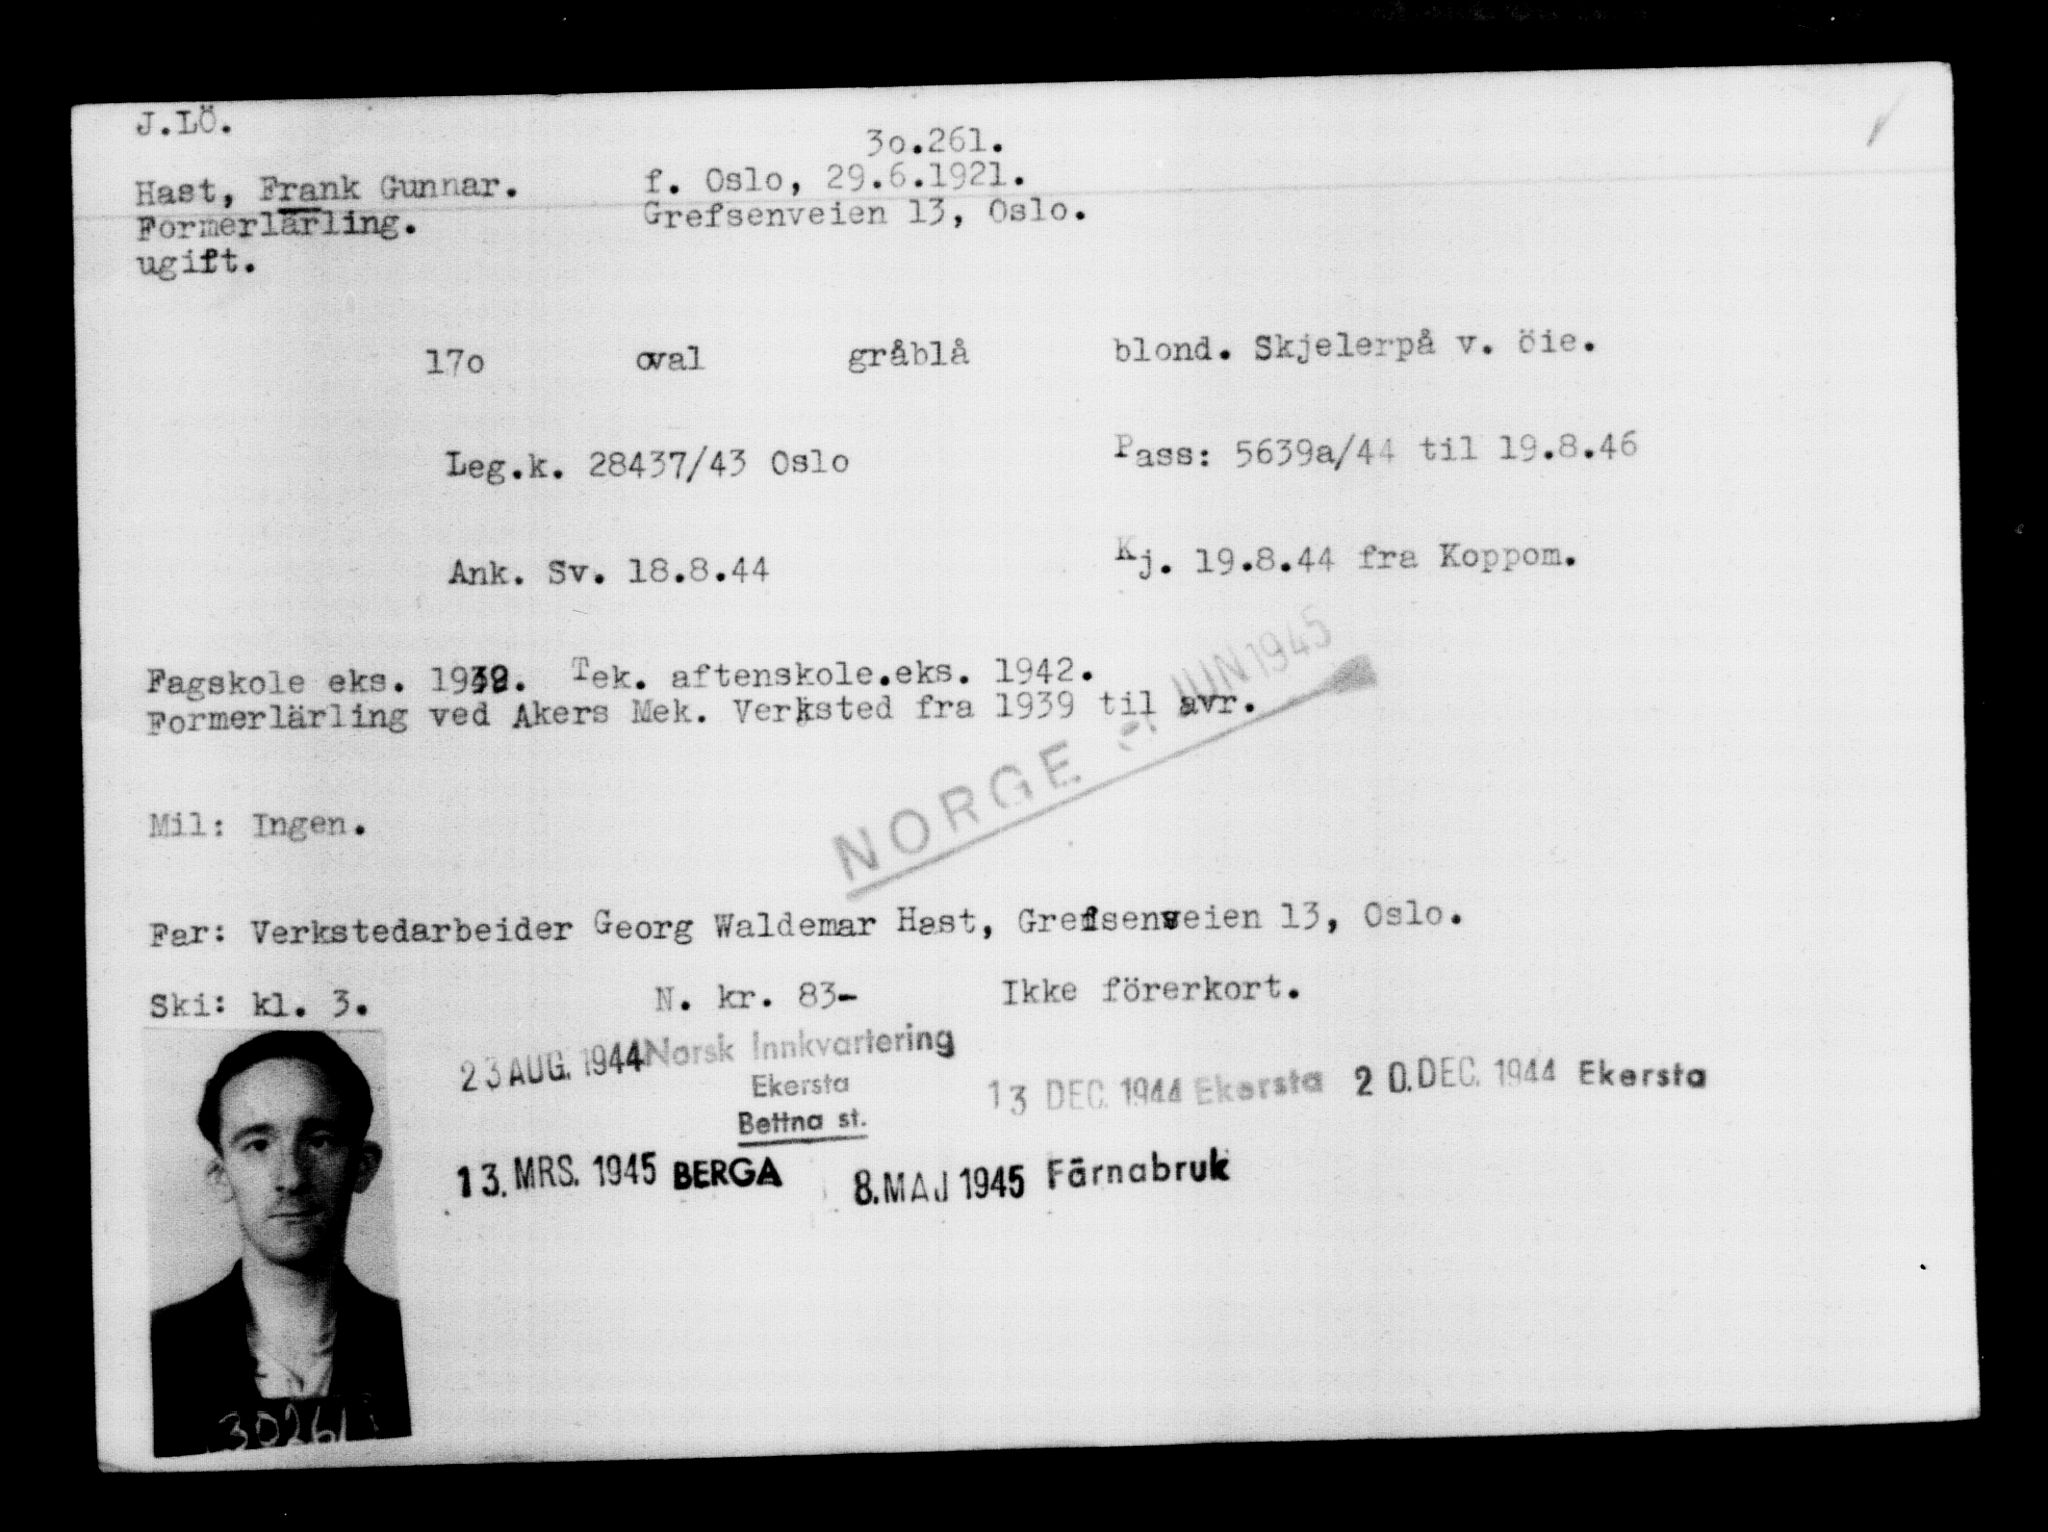 J.LÖ.
3o.261.
Hast, Frank Gunnar. f. Oslo, 29.6.1921.
Formerlärling. Grefsenveien 13, Oslo.
ugift.
17o oval gråblå blond. Skjelerpå v. öie.
Leg.k. 28437/43 Oslo Pass: 5639a/44 til 19.8.46
Ank. Sv. 18.8.44 Kj. 19.8.44 fra Koppom.
Fagskole eks. Tek. aftenskole.eks. 1942.
Formerlärling ved Akers Mek. Verksted fra 1939 til avr.
NORGE JUN 1945
Mil: Ingen.
Far: Verkstedarbeider Georg Waldemar Hast, Grefsenveien 13, Oslo.
Ski: kl. 3. N. kr. 83- Ikke förerkort.
23 AUG. 1944 Norsk Innkvartering
Ekersta
Bettna st.
13 DEC. 1944 Ekersta 20. DEC. 1944 Ekersta
13. MRS. 1945 BERGA 8. MAJ 1945 Färnabruk
30261